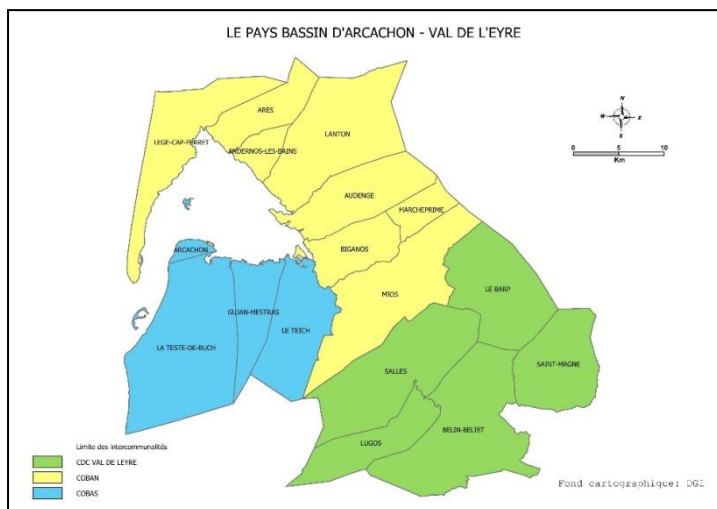 LE PAYS BASSIN D'ARCACHON - VAL DE L'EYRE
N
W E
S
0 5 10
Km
ARES
LEGE-CAP-FERRET
LANTON
ANDERNOS-LES-BAINS
AUDENGE
MARCHEPRIME
BIGANOS
ARCACHON
MIOS
LE BARP
GUJAN-MESTRAS
LE TEICH
LA TESTE-DE-BUCH
SAINT-MAGNE
SALLES
BELIN-BELIET
LUGOS
Limite des intercommunalités
CDC VAL DE LEYRE
COBAN
COBAS
Fond cartographique: DGI